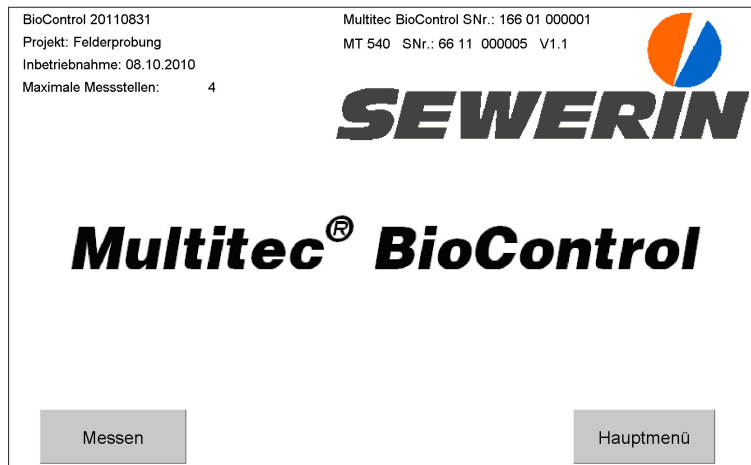 BioControl 20110831
Projekt: Felderprobung
Inbetriebnahme: 08.10.2010
Maximale Messstellen: 4
Multitec BioControl SNr.: 166 01 000001
MT 540 SNr.: 66 11 000005 V1.1
SEWERIN
Multitec® BioControl
Messen
Hauptmenü